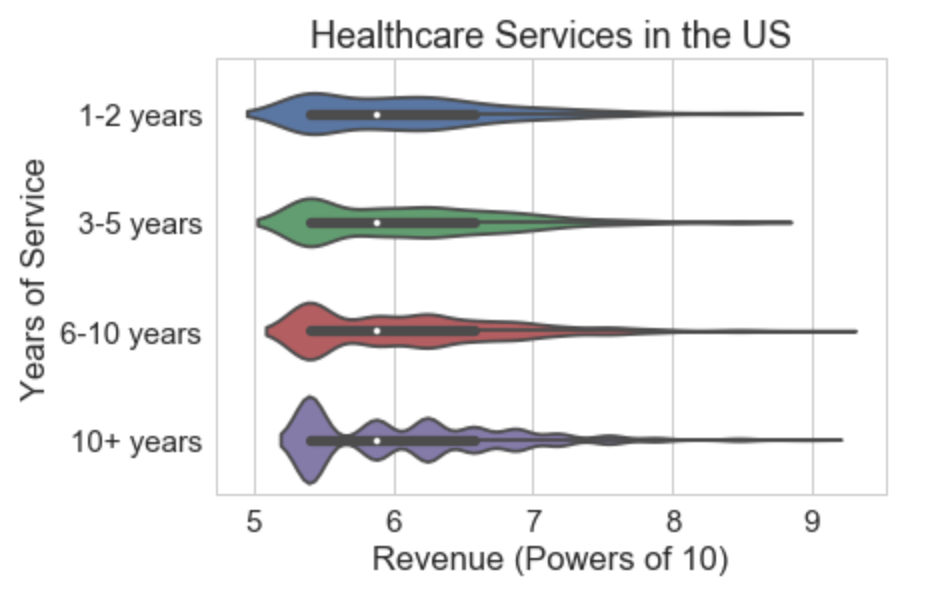 Healthcare Services in the US
Years of Service
1-2 years
3-5 years
6-10 years
10+ years
5 6 7 8 9
Revenue (Powers of 10)